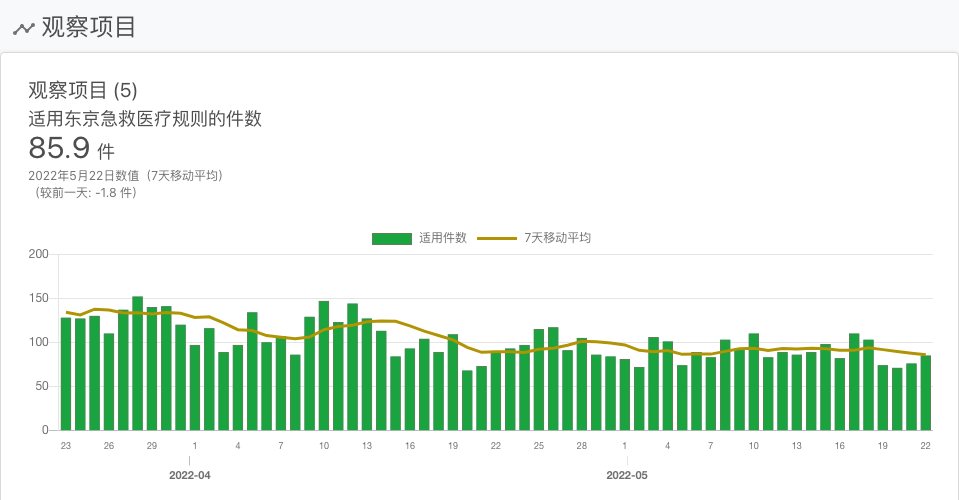 观察项目
观察项目 (5)
适用东京急救医疗规则的件数
85.9 件
2022年5月22日数值（7天移动平均）
（较前一天: -1.8 件）
适用件数 7天移动平均
200
150
100
50
0
23 26 29 1 4 7 10 13 16 19 22 25 28 1 4 7 10 13 16 19 22
2022-04 2022-05